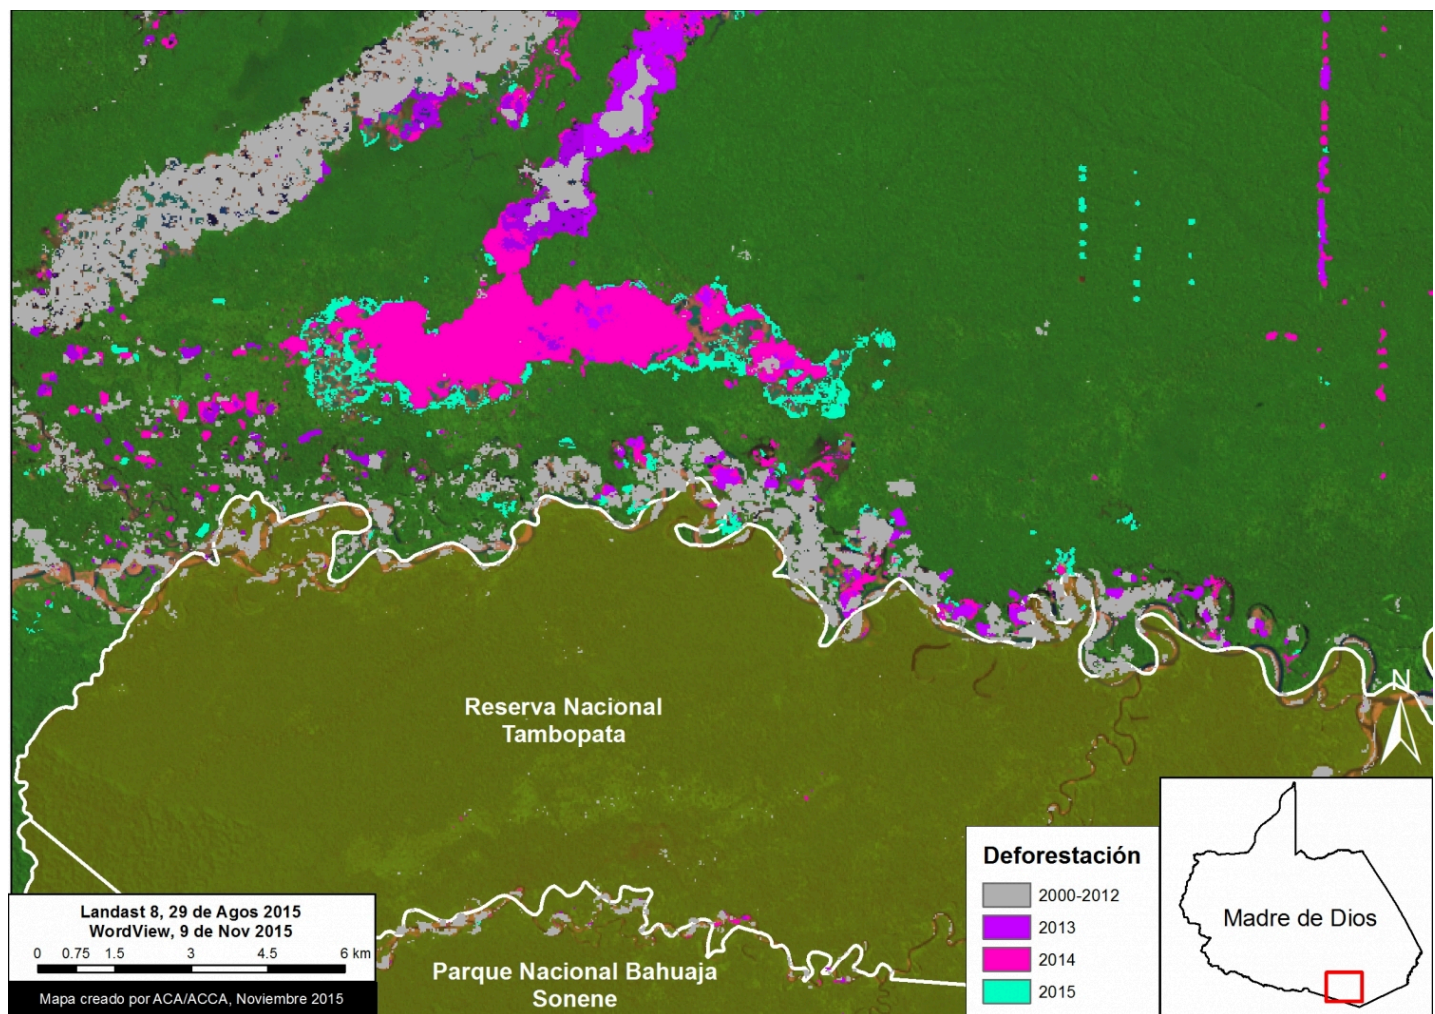 N
Reserva Nacional
Tambopata
Parque Nacional Bahuaja
Sonene
Landast 8, 29 de Agos 2015
WordView, 9 de Nov 2015
0 0.75 1.5 3 4.5 6 km
Mapa creado por ACA/ACCA, Noviembre 2015
Deforestación
2000-2012
2013
2014
2015
Madre de Dios